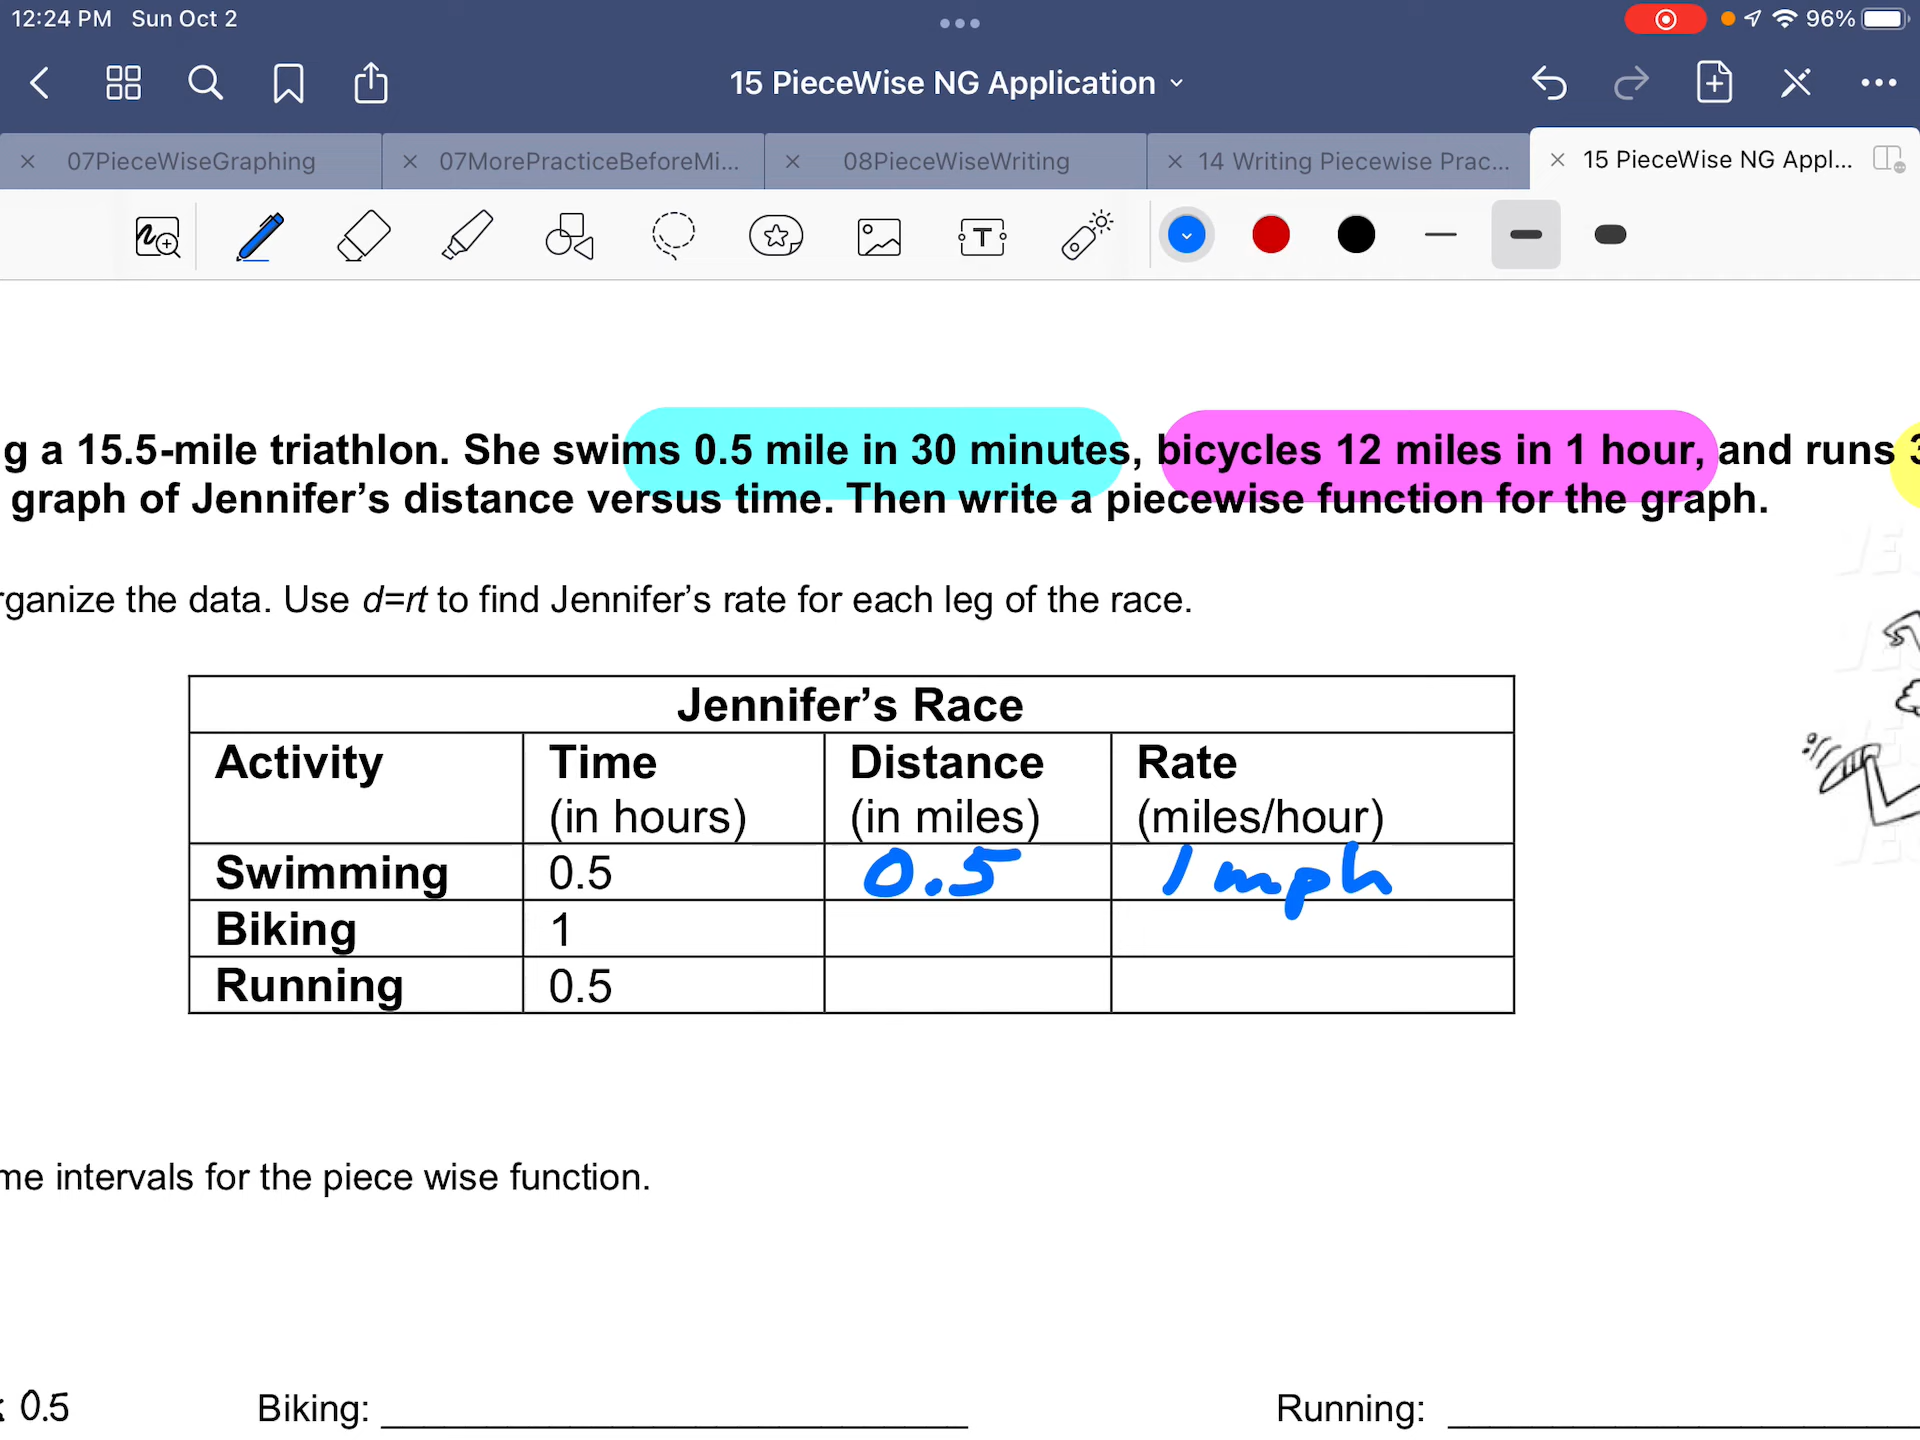 12:24 PM Sun Oct 2
96%
15 PieceWise NG Application
07PieceWiseGraphing
07MorePracticeBeforeMi...
08PieceWiseWriting
14 Writing Piecewise Prac...
15 PieceWise NG Appl...
g a 15.5-mile triathlon. She swims 0.5 mile in 30 minutes, bicycles 12 miles in 1 hour, and runs 3
graph of Jennifer’s distance versus time. Then write a piecewise function for the graph.
rganize the data. Use d=rt to find Jennifer’s rate for each leg of the race.
Jennifer’s Race
Activity Time (in hours) Distance (in miles) Rate (miles/hour)
Swimming 0.5 0.5 1 mph
Biking 1
Running 0.5
me intervals for the piece wise function.
0.5 Biking: Running: